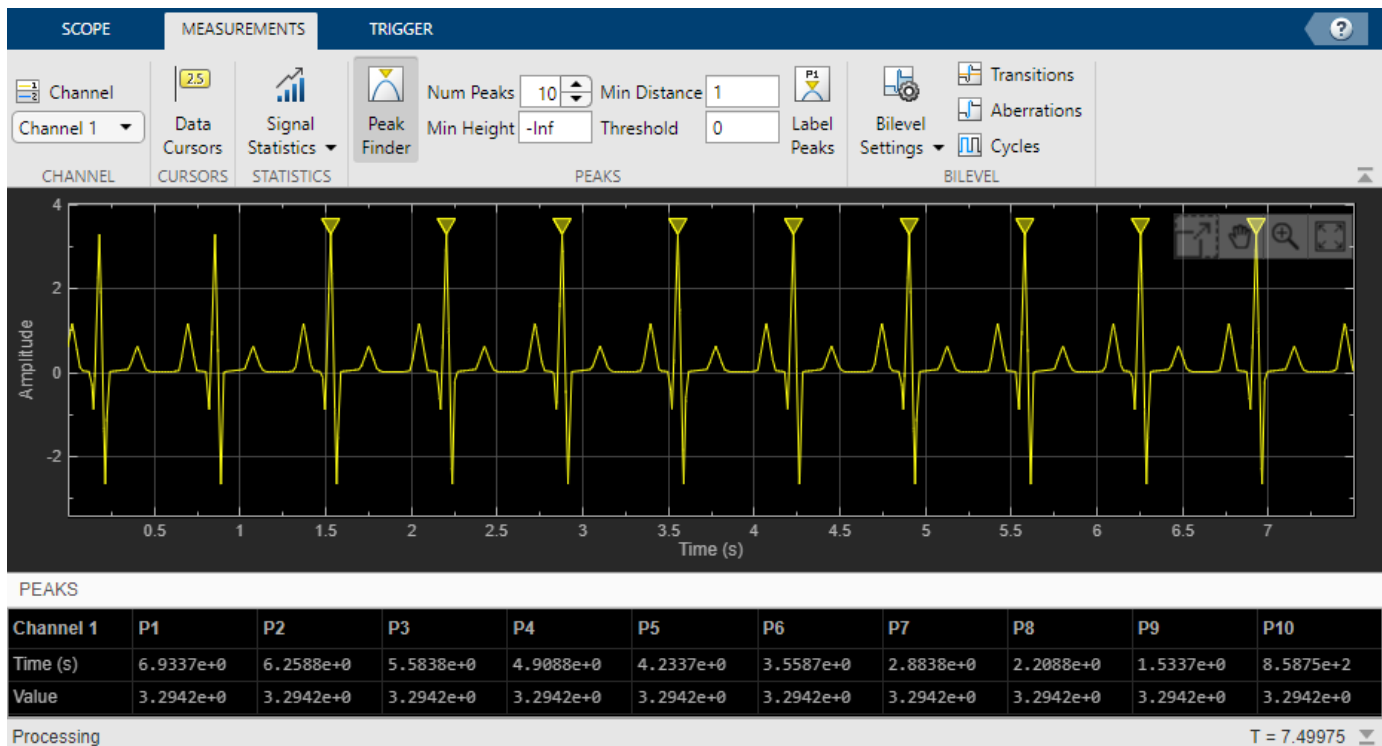 SCOPE MEASUREMENTS TRIGGER ?
Channel
Channel 1
CHANNEL
2.5
Data
Cursors
CURSORS
Signal
Statistics
STATISTICS
Peak
Finder
Num Peaks 10 Min Distance 1
Min Height -Inf Threshold 0
P1
Label
Peaks
PEAKS
Bilevel
Settings
Transitions
Aberrations
Cycles
BILEVEL
Amplitude
4
2
0
-2
0.5 1 1.5 2 2.5 3 3.5 4 4.5 5 5.5 6 6.5 7
Time (s)
PEAKS
Channel 1 P1 P2 P3 P4 P5 P6 P7 P8 P9 P10
Time (s) 6.9337e+0 6.2588e+0 5.5838e+0 4.9088e+0 4.2337e+0 3.5587e+0 2.8838e+0 2.2088e+0 1.5337e+0 8.5875e+2
Value 3.2942e+0 3.2942e+0 3.2942e+0 3.2942e+0 3.2942e+0 3.2942e+0 3.2942e+0 3.2942e+0 3.2942e+0 3.2942e+0
Processing T = 7.49975